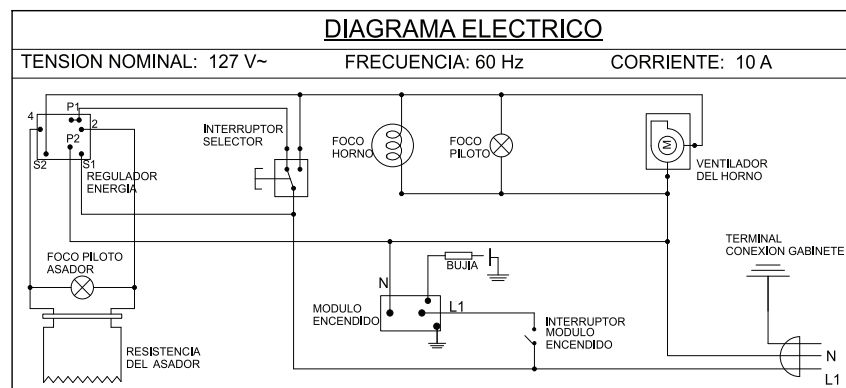 DIAGRAMA ELECTRICO
TENSION NOMINAL: 127 V~ FRECUENCIA: 60 Hz CORRIENTE: 10 A
P1
4
2
P2
S2
S1
REGULADOR
ENERGIA
INTERRUPTOR
SELECTOR
FOCO
HORNO
FOCO
PILOTO
M
VENTILADOR
DEL HORNO
FOCO PILOTO
ASADOR
RESISTENCIA
DEL ASADOR
N
MODULO
ENCENDIDO
L1
BUJIA
INTERRUPTOR
MODULO
ENCENDIDO
TERMINAL
CONEXION GABINETE
N
L1